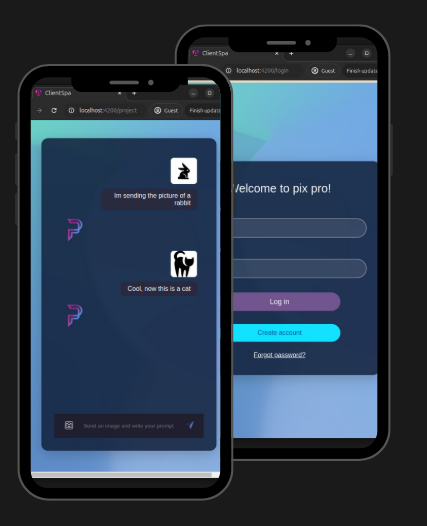 ClientSpa
localhost:4200/project
Guest
Finish update
Im sending the picture of a
rabbit
Cool, now this is a cat
Send an image and write your prompt
ClientSpa
localhost:4200/login
Guest
Finish update
Welcome to pix pro!
Log in
Create account
Forgot password?